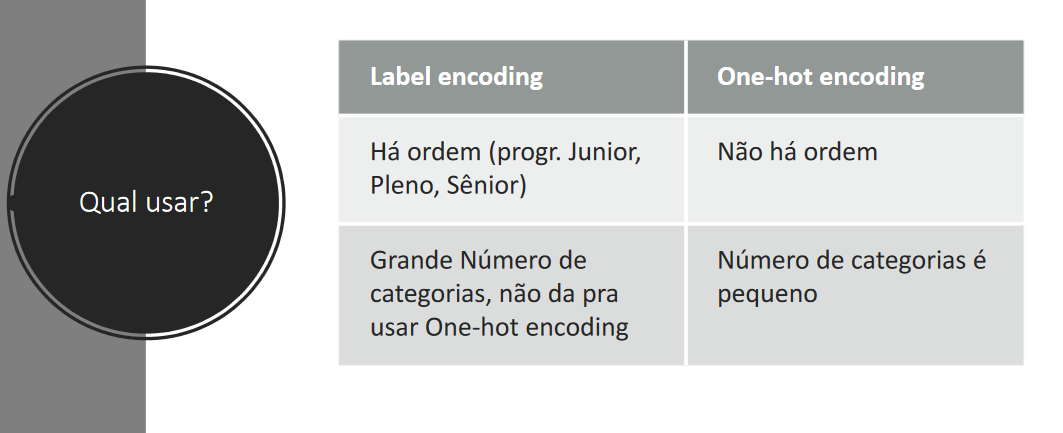 Qual usar?
Label encoding
One-hot encoding
Há ordem (progr. Junior,
Pleno, Sênior)
Não há ordem
Grande Número de
categorias, não da pra
usar One-hot encoding
Número de categorias é
pequeno